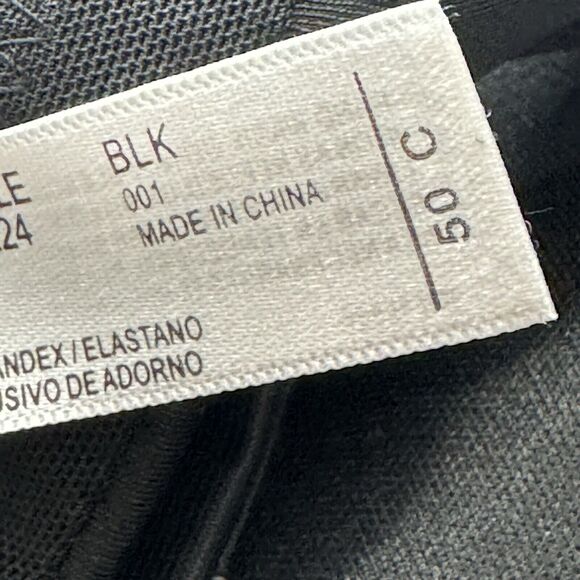 LE
24
BLK
001
MADE IN CHINA
ANDEX/ELASTANO
USIVO DE ADORNO
50 C